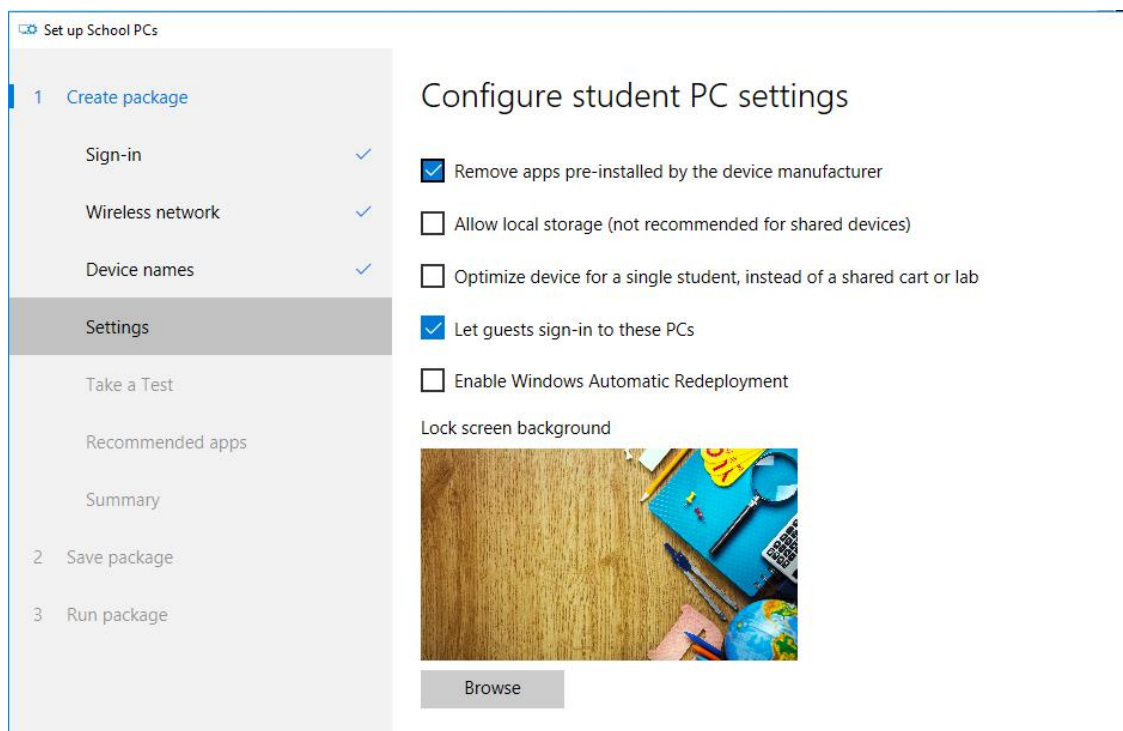 Set up School PCs
1 Create package
Sign-in
Wireless network
Device names
Settings
Take a Test
Recommended apps
Summary
2 Save package
3 Run package
Configure student PC settings
Remove apps pre-installed by the device manufacturer
Allow local storage (not recommended for shared devices)
Optimize device for a single student, instead of a shared cart or lab
Let guests sign-in to these PCs
Enable Windows Automatic Redeployment
Lock screen background
Browse